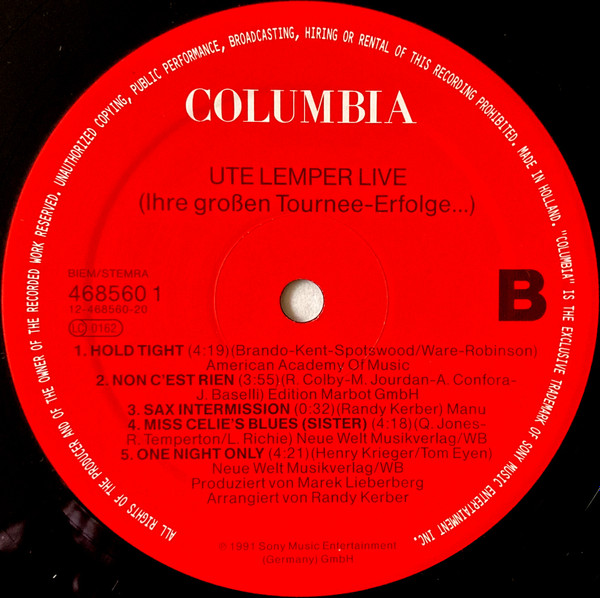 ALL RIGHTS OF THE PRODUCER AND OF THE OWNER OF THE RECORDED WORK RESERVED. UNAUTHORIZED COPYING, PUBLIC PERFORMANCE, BROADCASTING, HIRING OR RENTAL OF THIS RECORDING PROHIBITED. MADE IN HOLLAND. "COLUMBIA" IS THE EXCLUSIVE TRADEMARK OF SONY MUSIC ENTERTAINMENT INC.
COLUMBIA
UTE LEMPER LIVE
(Ihre großen Tournee-Erfolge...)
BIEM/STEMRA
468560 1
12-468560-20
LC 0162
B
1. HOLD TIGHT (4:19)(Brando-Kent-Spotswood/Ware-Robinson)
American Academy Of Music
2. NON C'EST RIEN (3:55)(R. Colby-M. Jourdan-A. Confora-
J. Baselli) Edition Marbot GmbH
3. SAX INTERMISSION (0:32)(Randy Kerber) Manu
4. MISS CELIE'S BLUES (SISTER) (4:18)(Q. Jones-
R. Temperton/L. Richie) Neue Welt Musikverlag/WB
5. ONE NIGHT ONLY (4:21)(Henry Krieger/Tom Eyen)
Neue Welt Musikverlag/WB
Produziert von Marek Lieberberg
Arrangiert von Randy Kerber
℗ 1991 Sony Music Entertainment
(Germany) GmbH